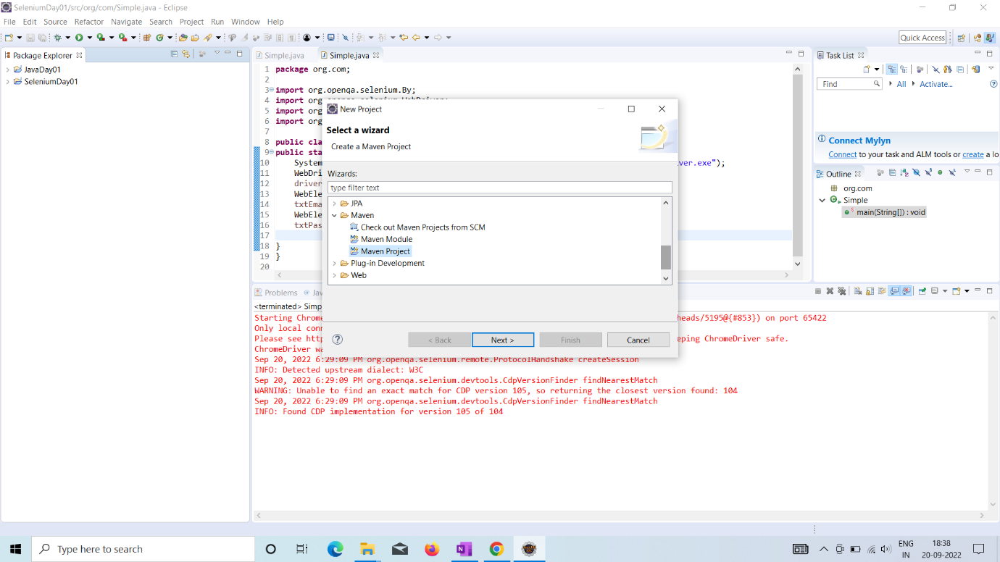 SeleniumDay01/src/org/com/Simple.java - Eclipse
File Edit Source Refactor Navigate Search Project Run Window Help
Quick Access
Package Explorer
JavaDay01
SeleniumDay01
Simple.java
Simple.java
1 package org.com;
2
3 import org.openqa.selenium.By;
4 import org.openqa.selenium.WebDriver;
5 import org
6 import org
7
8 public cla
9 public sta
10 System
ver.exe");
11 WebDri
12 driver
13 WebEle
14 txtEma
15 WebEle
16 txtPas
17
18 }
19 }
20
New Project
Select a wizard
Create a Maven Project
Wizards:
type filter text
JPA
Maven
Check out Maven Projects from SCM
Maven Module
Maven Project
Plug-in Development
Web
< Back
Next >
Finish
Cancel
Task List
Find
All
Activate...
Connect Mylyn
Connect to your task and ALM tools or create a lo
Outline
org.com
Simple
main(String[]) : void
Problems
@ Jav
<terminated> Simp
Starting Chrome
heads/5195@{#853}) on port 65422
Only local conn
Please see http
eping ChromeDriver safe.
ChromeDriver wa
Sep 20, 2022 6:29:09 PM org.openqa.selenium.remote.ProtocolHandshake createSession
INFO: Detected upstream dialect: W3C
Sep 20, 2022 6:29:09 PM org.openqa.selenium.devtools.CdpVersionFinder findNearestMatch
WARNING: Unable to find an exact match for CDP version 105, so returning the closest version found: 104
Sep 20, 2022 6:29:09 PM org.openqa.selenium.devtools.CdpVersionFinder findNearestMatch
INFO: Found CDP implementation for version 105 of 104
Type here to search
ENG
IN
18:38
20-09-2022